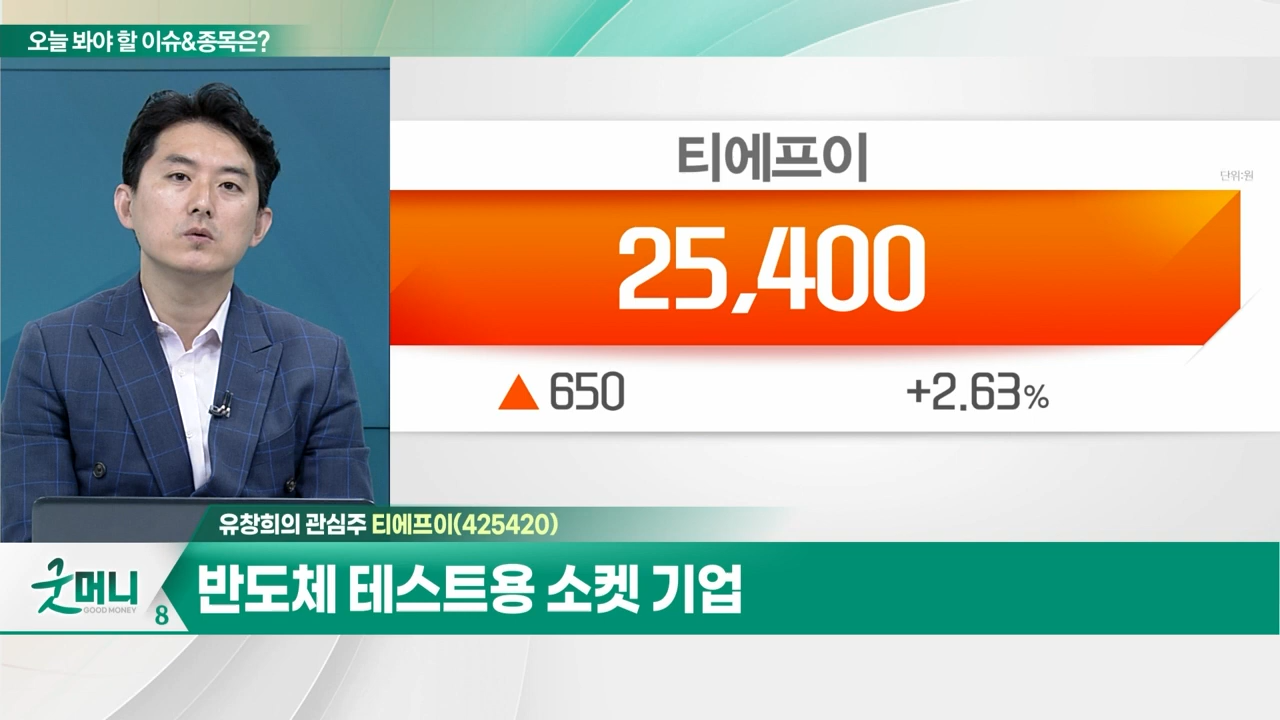 오늘 봐야 할 이슈&종목은?
티에프이
단위:원
25,400
▲ 650 +2.63%
유창희의 관심주 티에프이(425420)
굿머니
GOOD MONEY
8
반도체 테스트용 소켓 기업